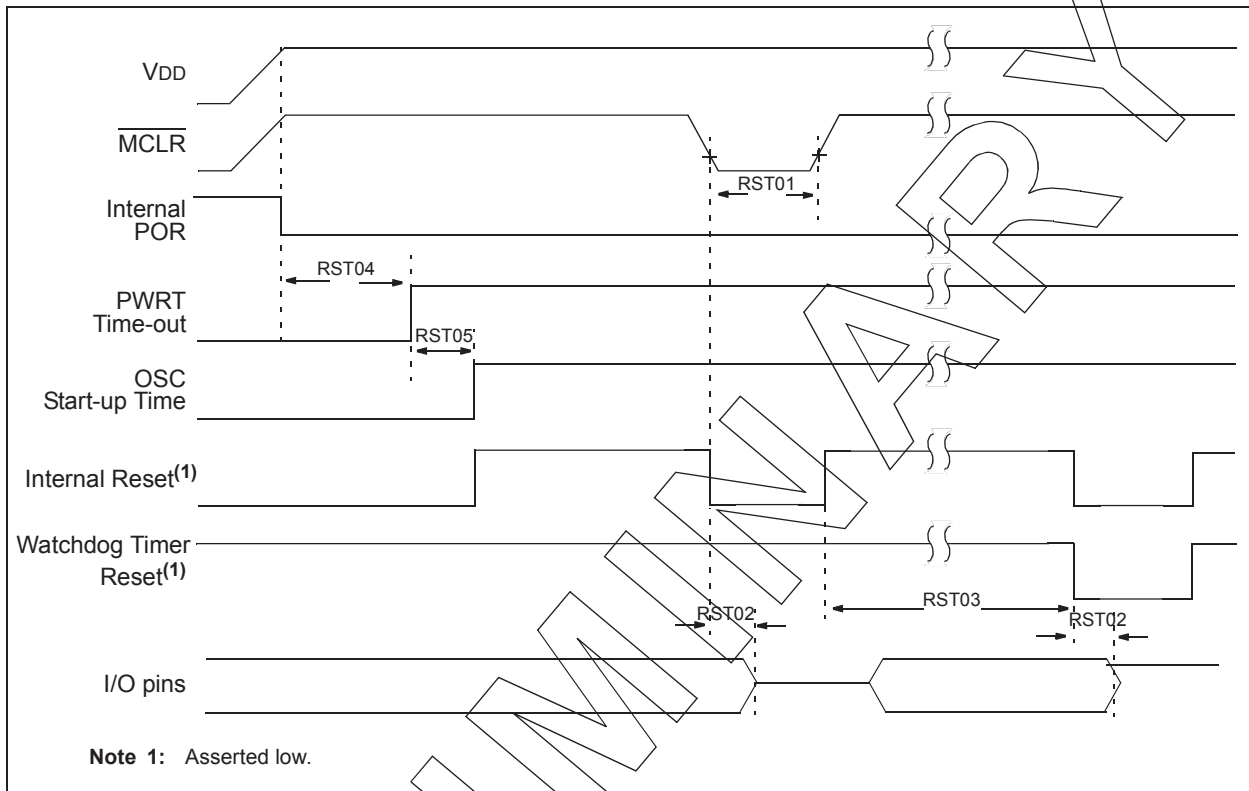 VDD
MCLR
RST01
Internal
POR
RST04
PWRT
Time-out
RST05
OSC
Start-up Time
Internal Reset(1)
Watchdog Timer
Reset(1)
RST03
RST02
RST02
I/O pins
Note 1: Asserted low.
IMINARY